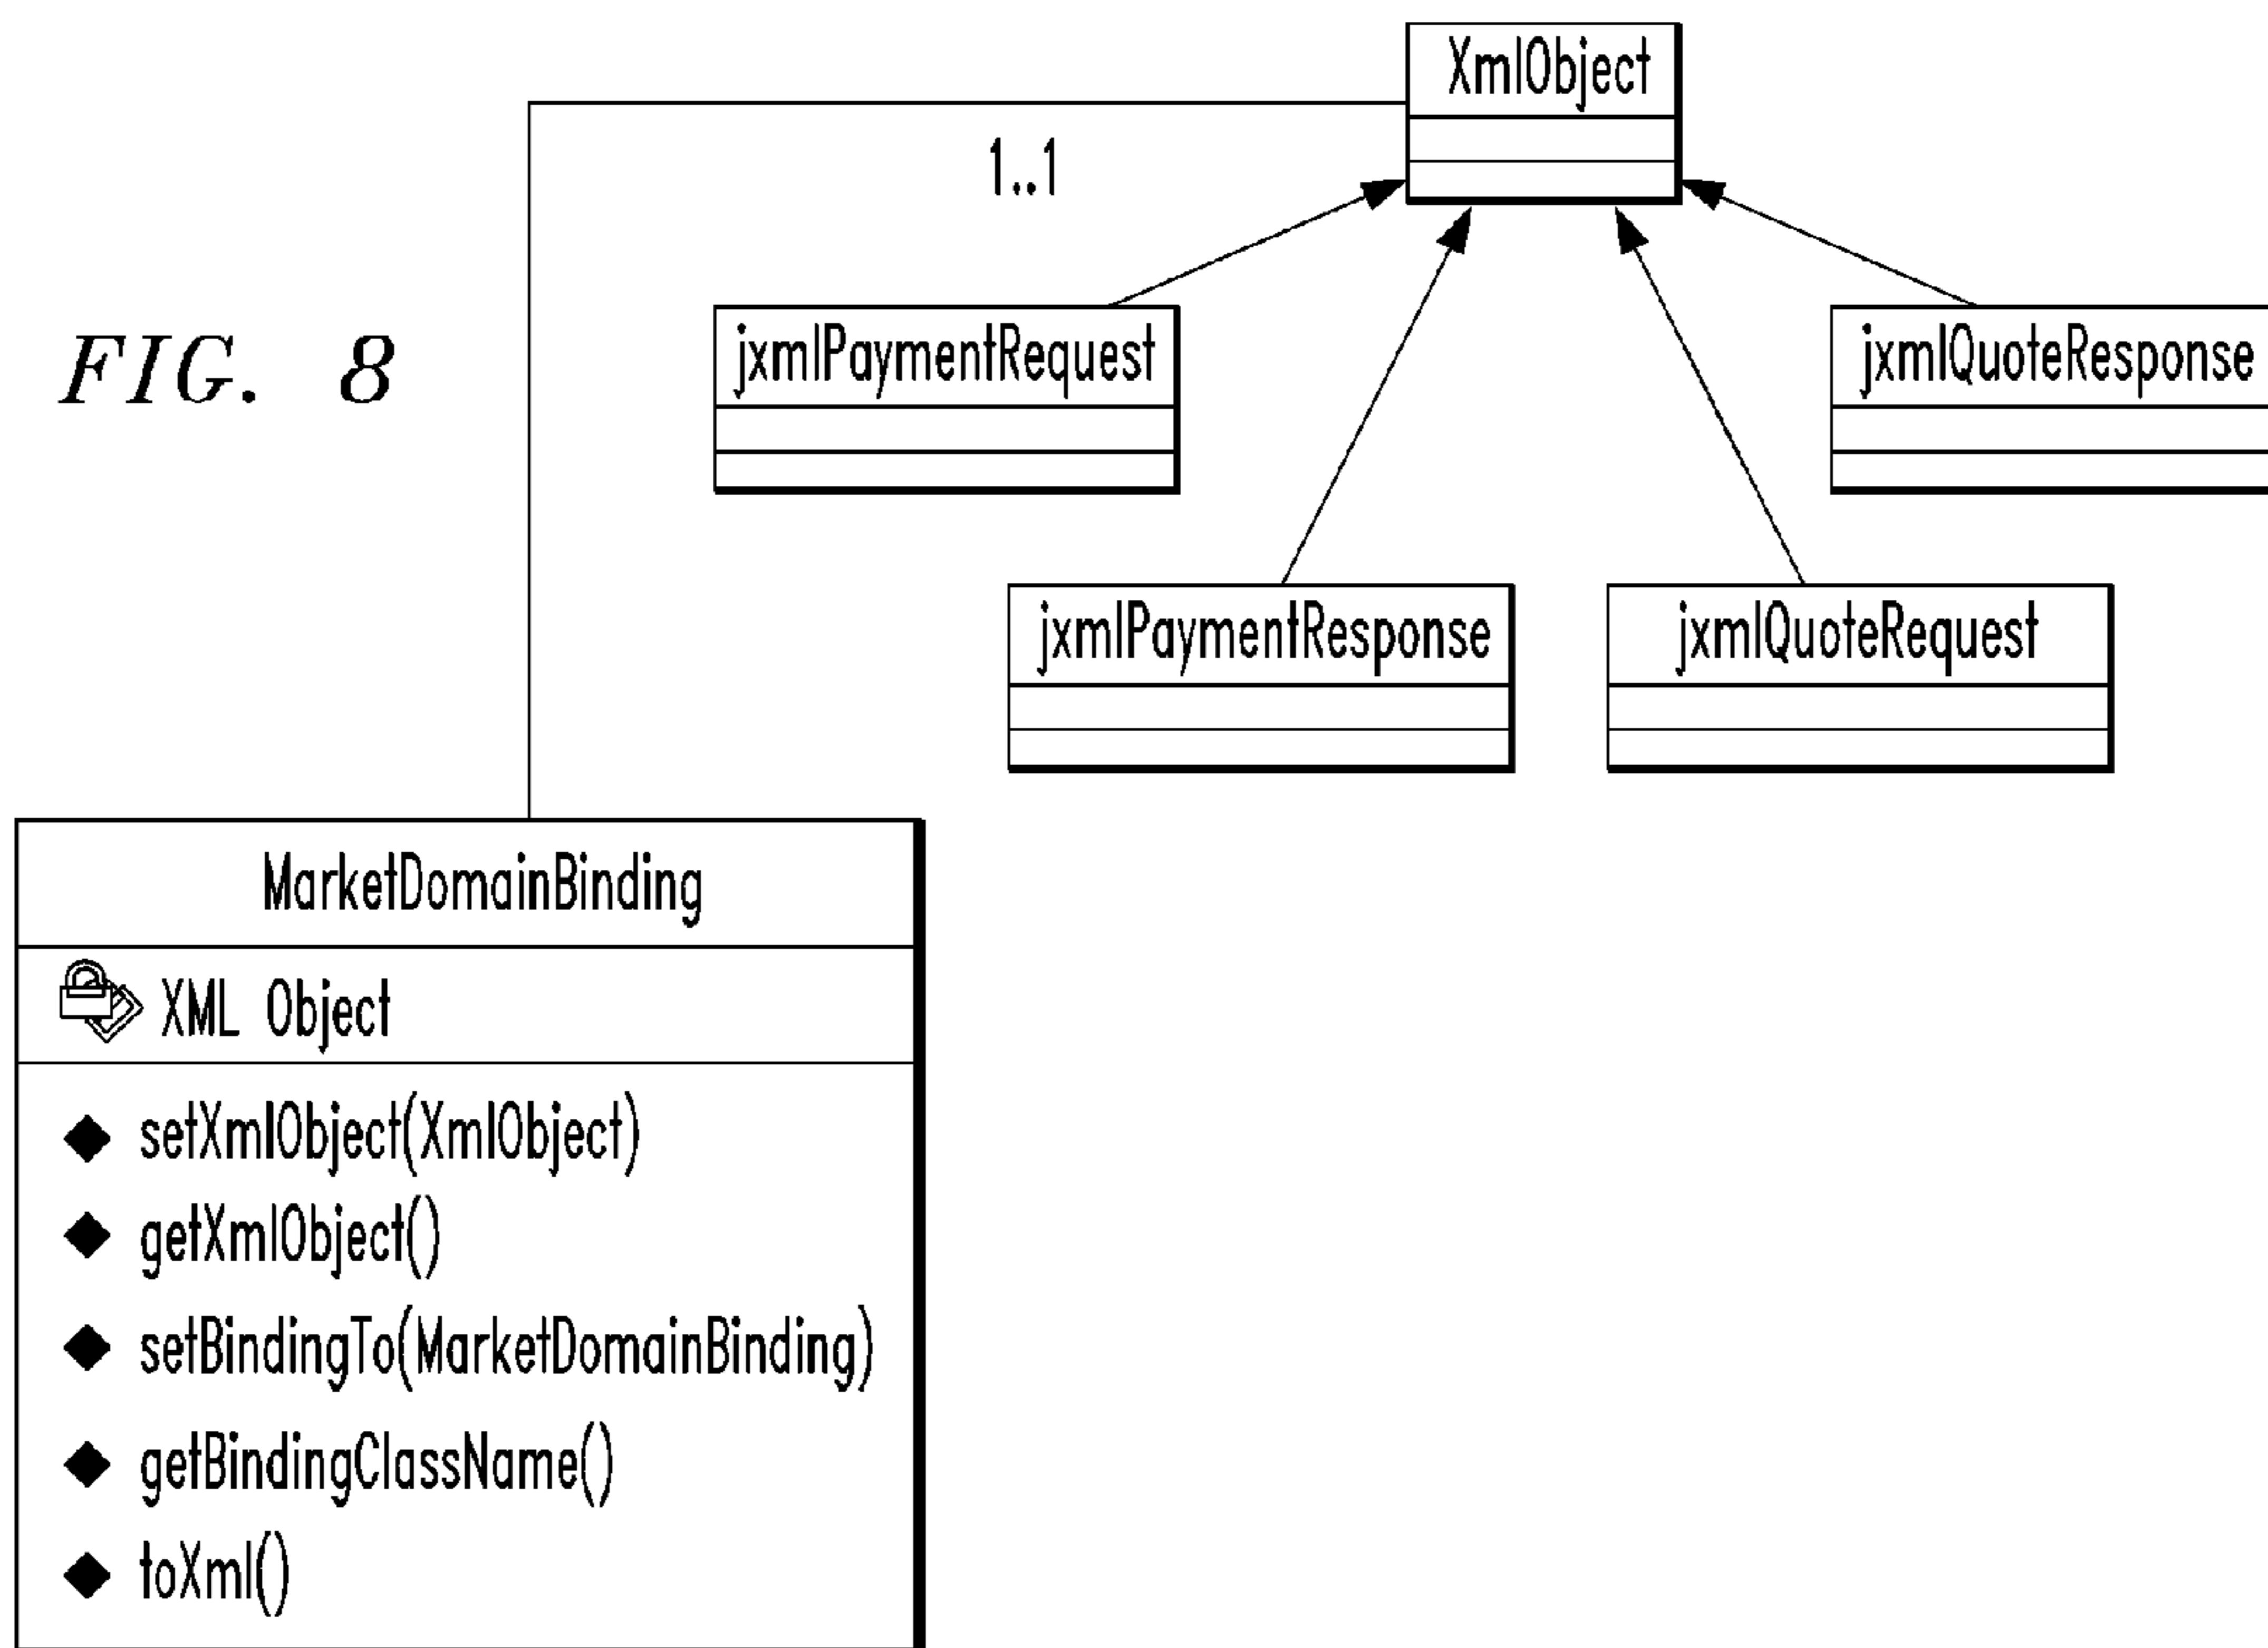 XmlObject
1..1
FIG. 8
jxmlPaymentRequest
jxmlQuoteResponse
jxmlPaymentResponse
jxmlQuoteRequest
MarketDomainBinding
XML Object
setXmlObject(XmlObject)
getXmlObject()
setBindingTo(MarketDomainBinding)
getBindingClassName()
toXml()